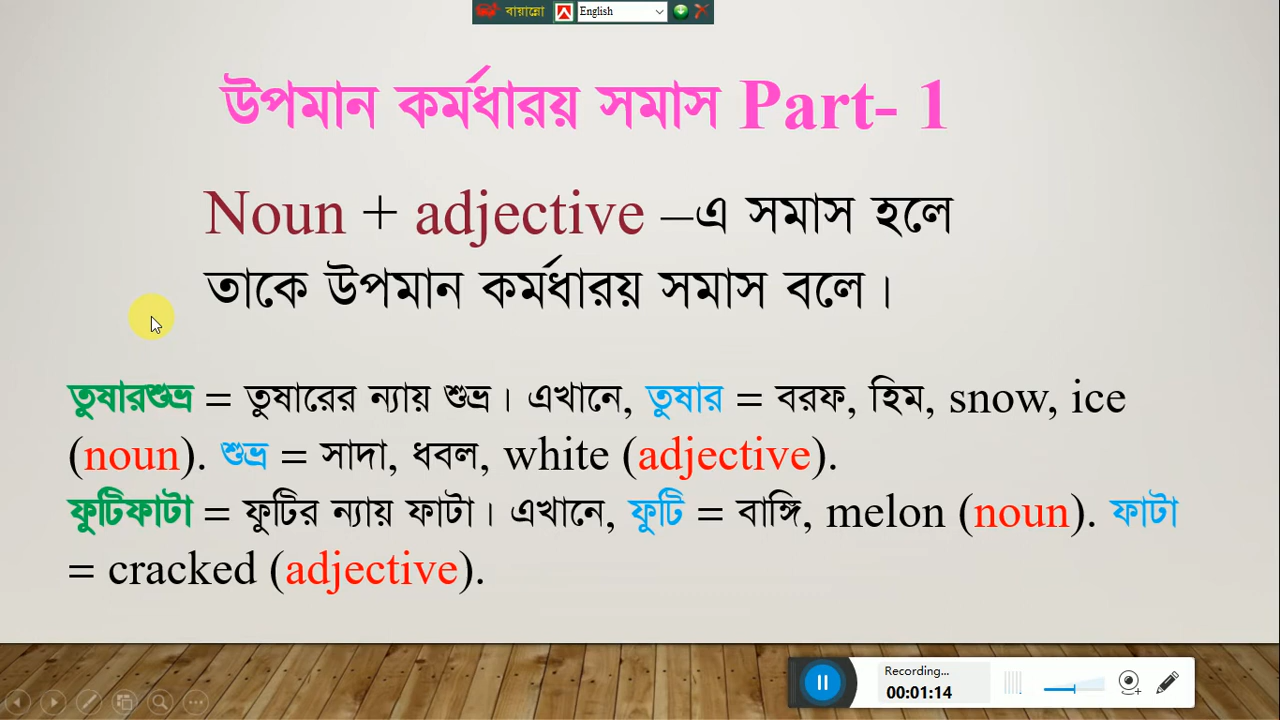 বায়ান্নো English
উপমান কর্মধারয় সমাস Part- 1
Noun + adjective –এ সমাস হলে
তাকে উপমান কর্মধারয় সমাস বলে।
তুষারশুভ্র = তুষারের ন্যায় শুভ্র। এখানে, তুষার = বরফ, হিম, snow, ice
(noun). শুভ্র = সাদা, ধবল, white (adjective).
ফুটিফাটা = ফুটির ন্যায় ফাটা। এখানে, ফুটি = বাঙ্গি, melon (noun). ফাটা
= cracked (adjective).
Recording...
00:01:14